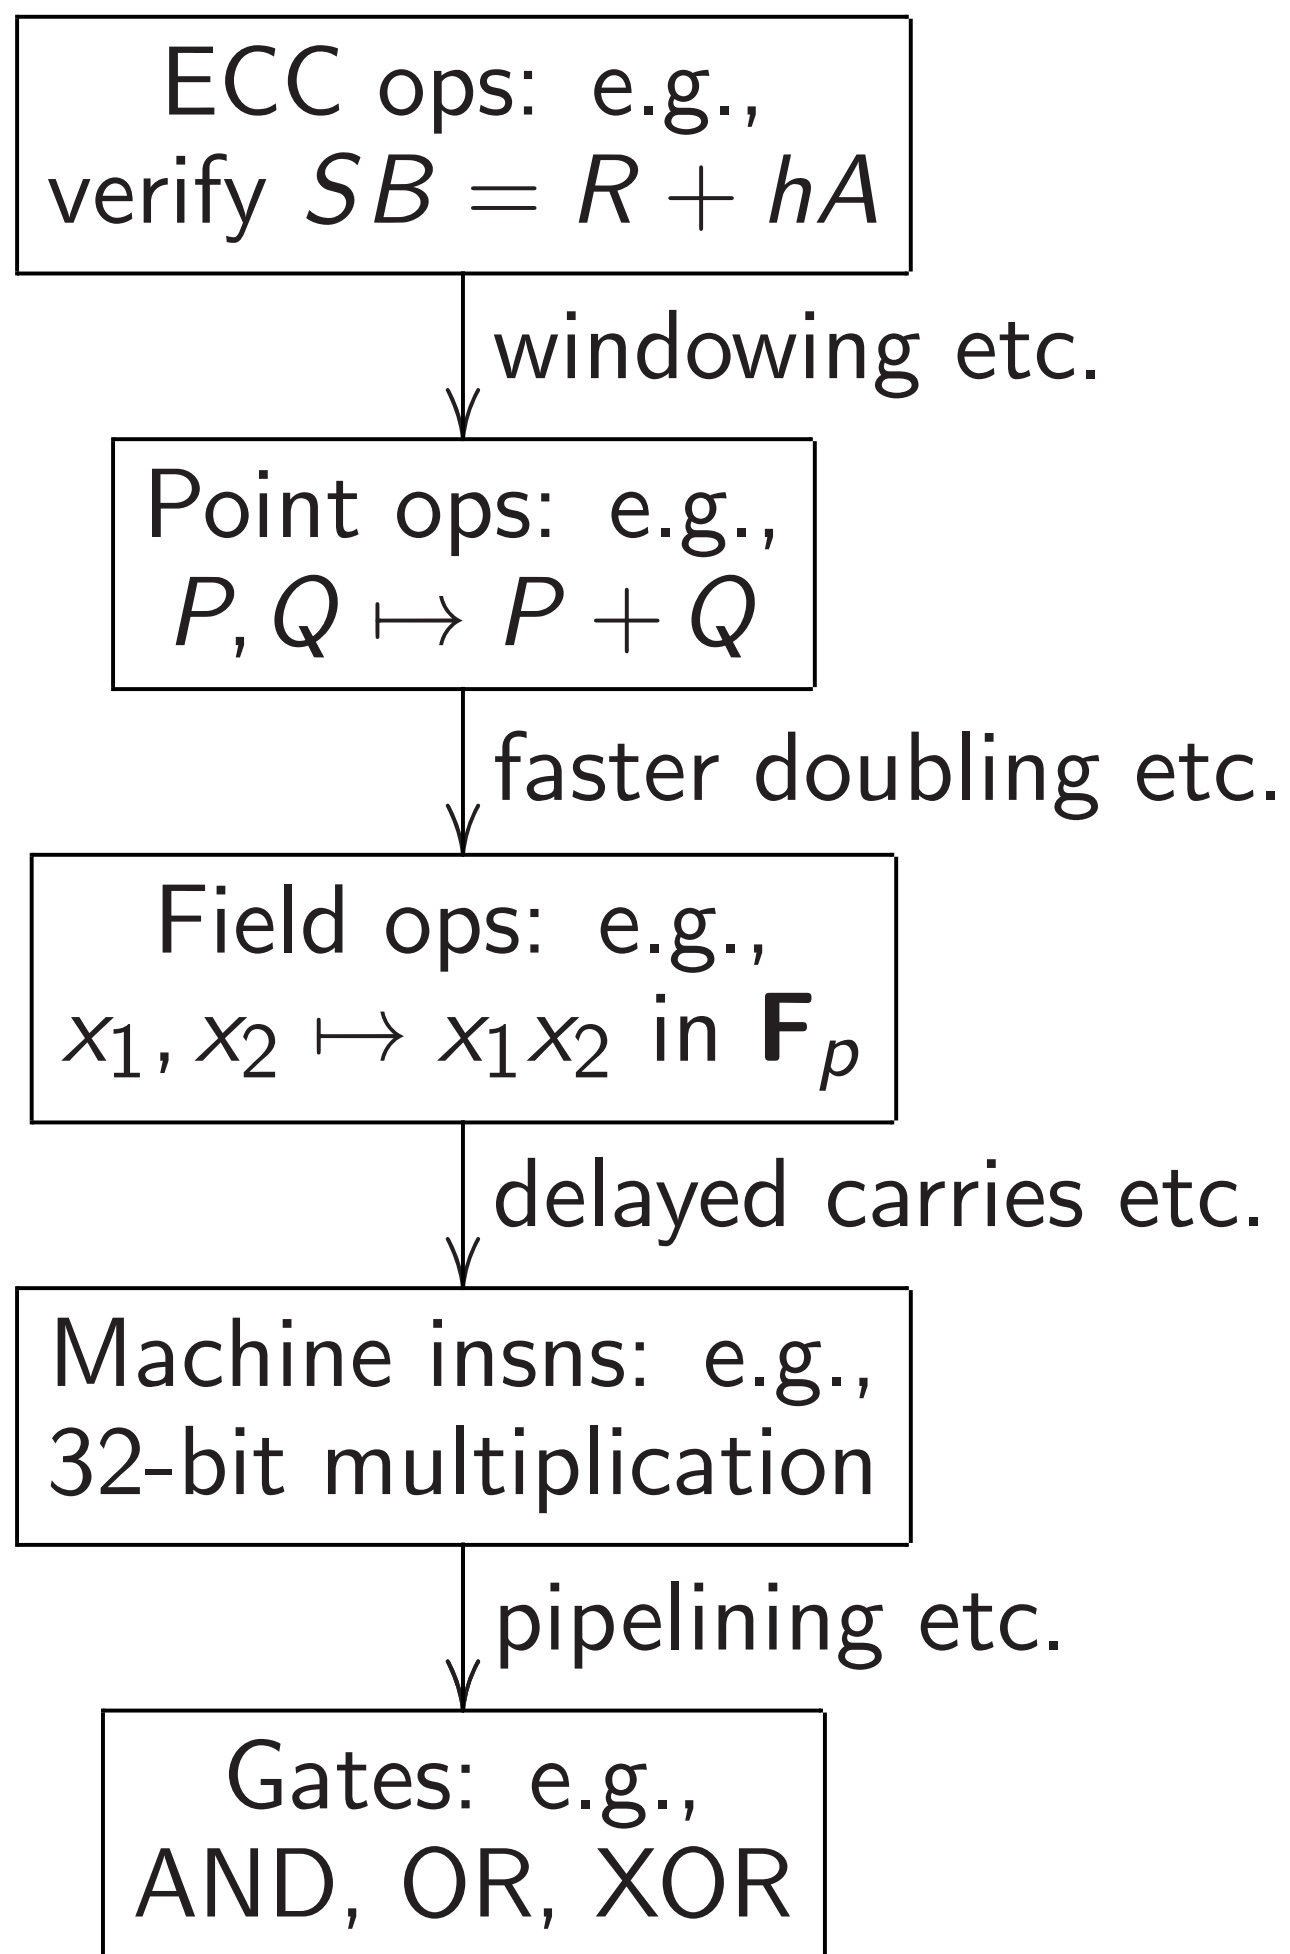 ECC ops: e.g.,
verify SB = R + hA
windowing etc.
Point ops: e.g.,
P, Q ↦ P + Q
faster doubling etc.
Field ops: e.g.,
x₁, x₂ ↦ x₁x₂ in 𝐅ₚ
delayed carries etc.
Machine insns: e.g.,
32-bit multiplication
pipelining etc.
Gates: e.g.,
AND, OR, XOR